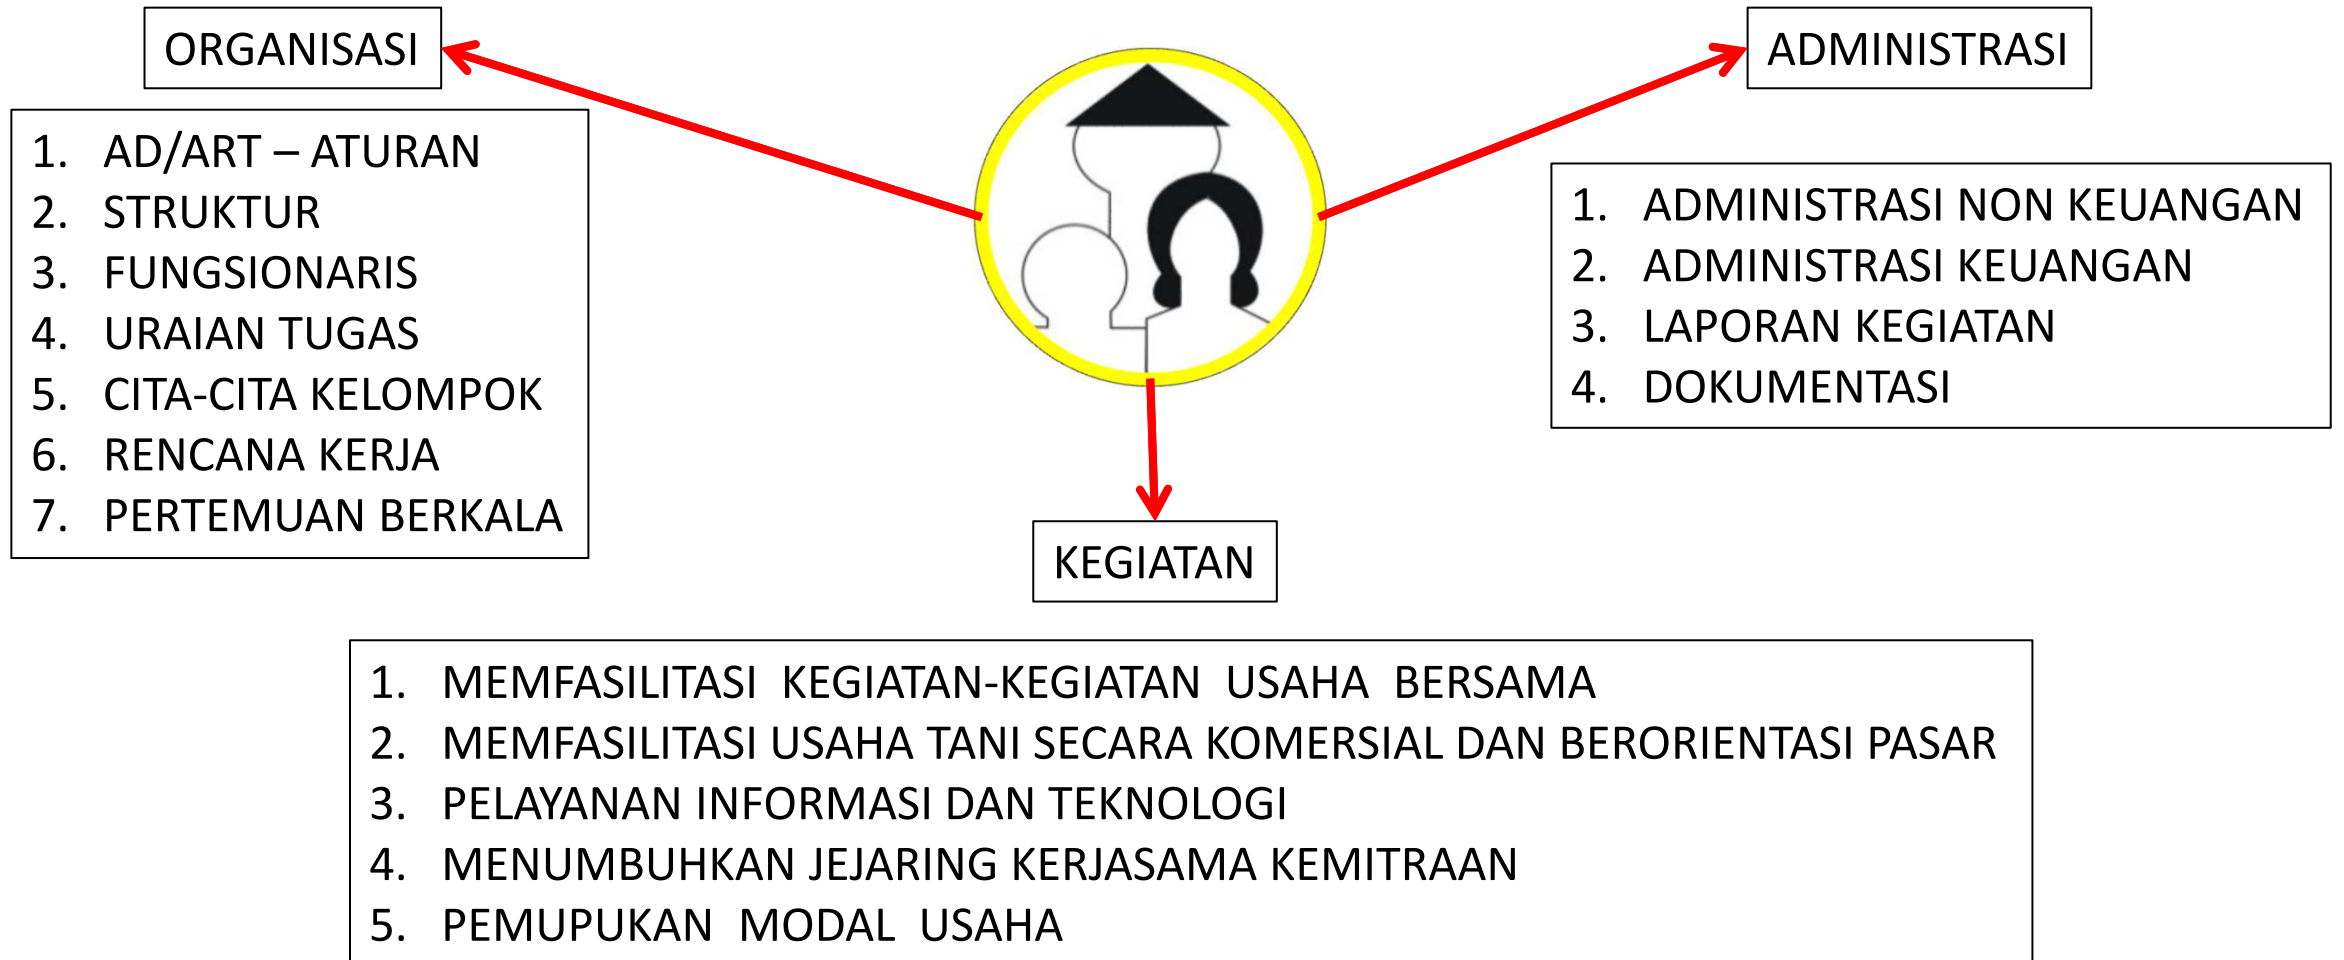 ORGANISASI
1. AD/ART – ATURAN
2. STRUKTUR
3. FUNGSIONARIS
4. URAIAN TUGAS
5. CITA-CITA KELOMPOK
6. RENCANA KERJA
7. PERTEMUAN BERKALA
ADMINISTRASI
1. ADMINISTRASI NON KEUANGAN
2. ADMINISTRASI KEUANGAN
3. LAPORAN KEGIATAN
4. DOKUMENTASI
KEGIATAN
1. MEMFASILITASI KEGIATAN-KEGIATAN USAHA BERSAMA
2. MEMFASILITASI USAHA TANI SECARA KOMERSIAL DAN BERORIENTASI PASAR
3. PELAYANAN INFORMASI DAN TEKNOLOGI
4. MENUMBUHKAN JEJARING KERJASAMA KEMITRAAN
5. PEMUPUKAN MODAL USAHA